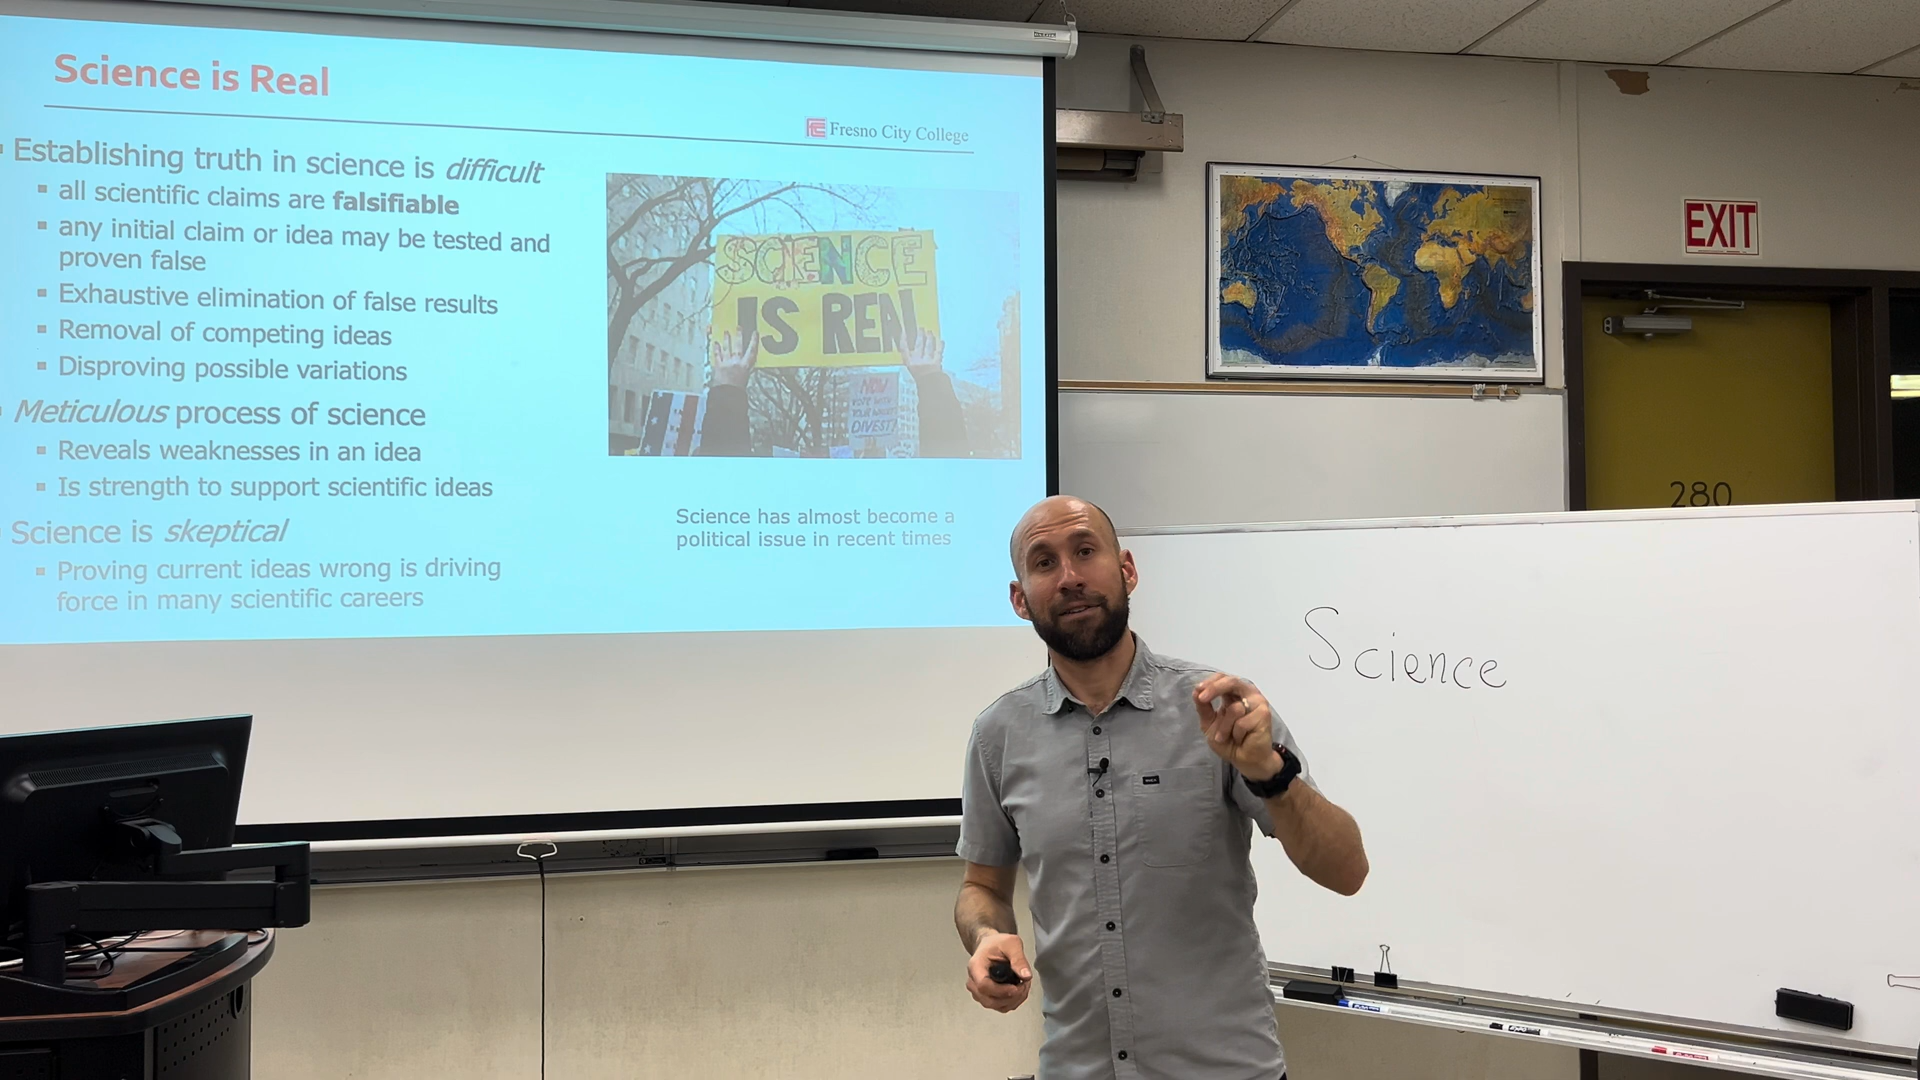 Science is Real
Fresno City College
Establishing truth in science is difficult
all scientific claims are falsifiable
any initial claim or idea may be tested and
proven false
Exhaustive elimination of false results
Removal of competing ideas
Disproving possible variations
Meticulous process of science
Reveals weaknesses in an idea
Is strength to support scientific ideas
Science is skeptical
Proving current ideas wrong is driving
force in many scientific careers
SCIENCE
IS REAL
NOW
VOTE WITH
YOUR
DIVEST!
Science has almost become a
political issue in recent times
EXIT
280
Science